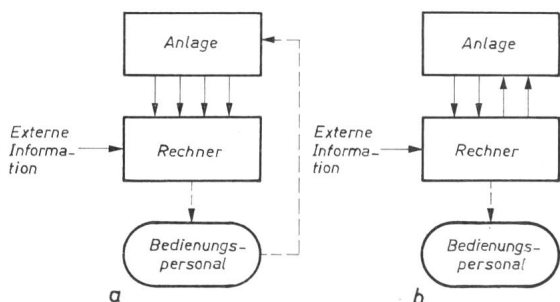 Anlage
Externe
Informa-
tion
Rechner
Bedienungs-
personal
a
Anlage
Externe
Informa-
tion
Rechner
Bedienungs-
personal
b